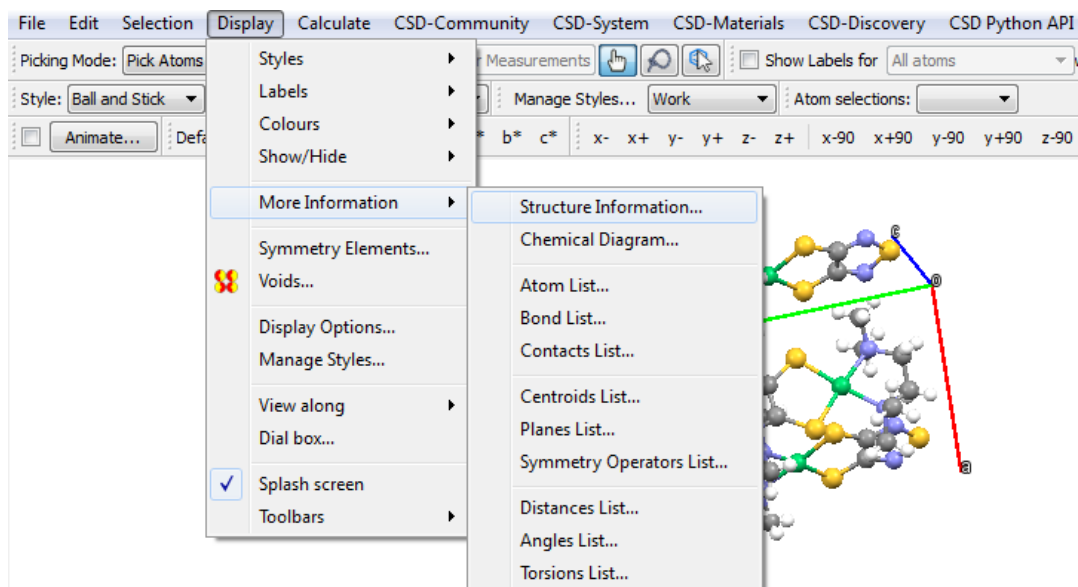 File Edit Selection Display Calculate CSD-Community CSD-System CSD-Materials CSD-Discovery CSD Python API
Picking Mode: Pick Atoms Measurements Show Labels for All atoms
Style: Ball and Stick Manage Styles... Work Atom selections:
Animate... Defa b* c* x- x+ y- y+ z- z+ x-90 x+90 y-90 y+90 z-90
Styles
Labels
Colours
Show/Hide
More Information
Symmetry Elements...
Voids...
Display Options...
Manage Styles...
View along
Dial box...
Splash screen
Toolbars
Structure Information...
Chemical Diagram...
Atom List...
Bond List...
Contacts List...
Centroids List...
Planes List...
Symmetry Operators List...
Distances List...
Angles List...
Torsions List...
c
o
a